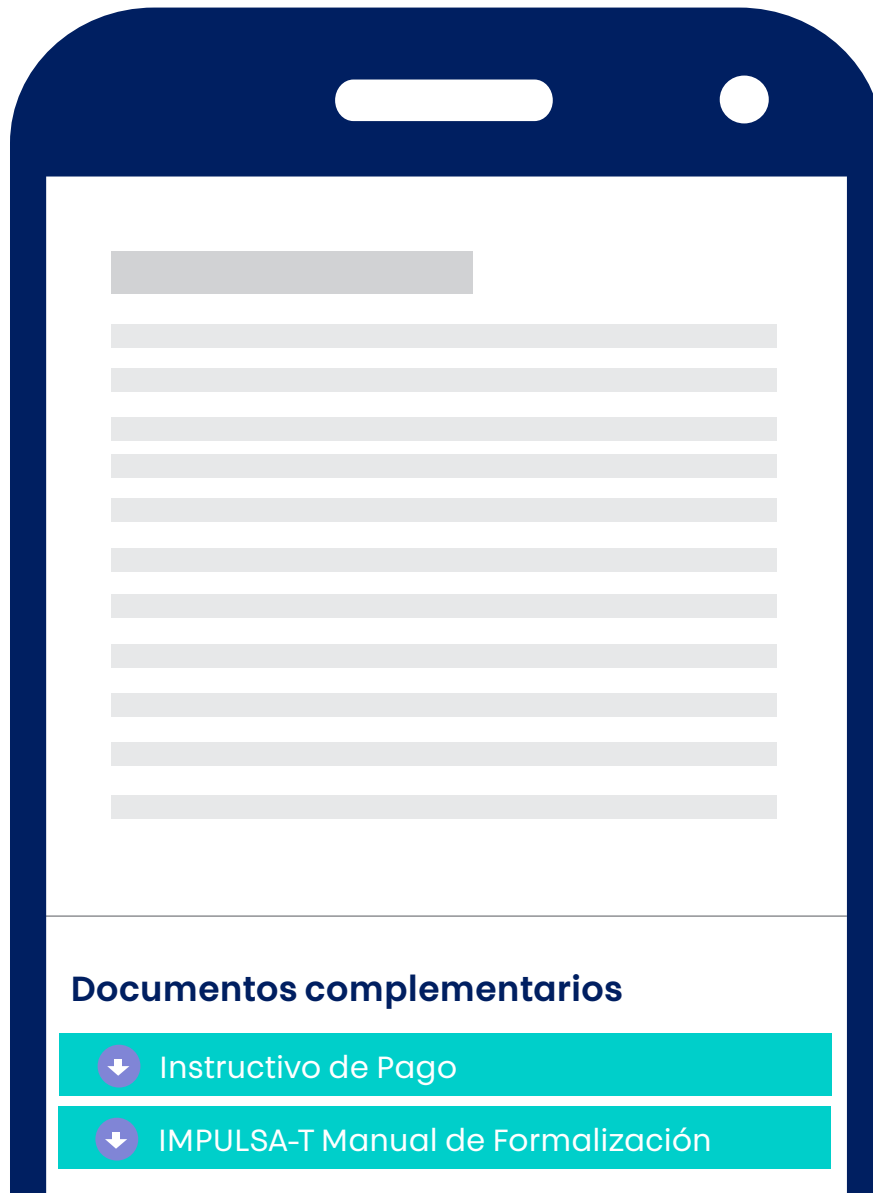 Documentos complementarios
Instructivo de Pago
IMPULSA-T Manual de Formalización